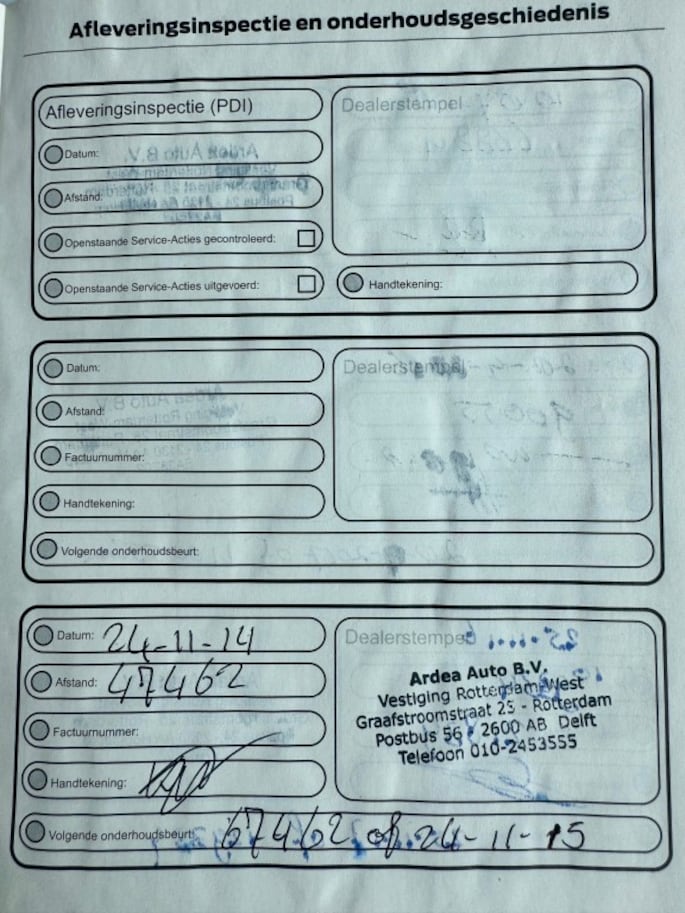 Afleveringsinspectie en onderhoudsgeschiedenis
Afleveringsinspectie (PDI)
Datum:
Afstand:
Openstaande Service-Acties gecontroleerd:
Openstaande Service-Acties uitgevoerd:
Dealerstempel
Handtekening:
Datum:
Afstand:
Factuurnummer:
Handtekening:
Volgende onderhoudsbeurt:
Dealerstempel
Datum: 24-11-14
Afstand: 47462
Factuurnummer:
Handtekening:
Dealerstempel
Ardea Auto B.V.
Vestiging Rotterdam-West
Graafstroomstraat 25 - Rotterdam
Postbus 56 - 2600 AB Delft
Telefoon 010-2453555
Volgende onderhoudsbeurt: 67462 of 24-11-15